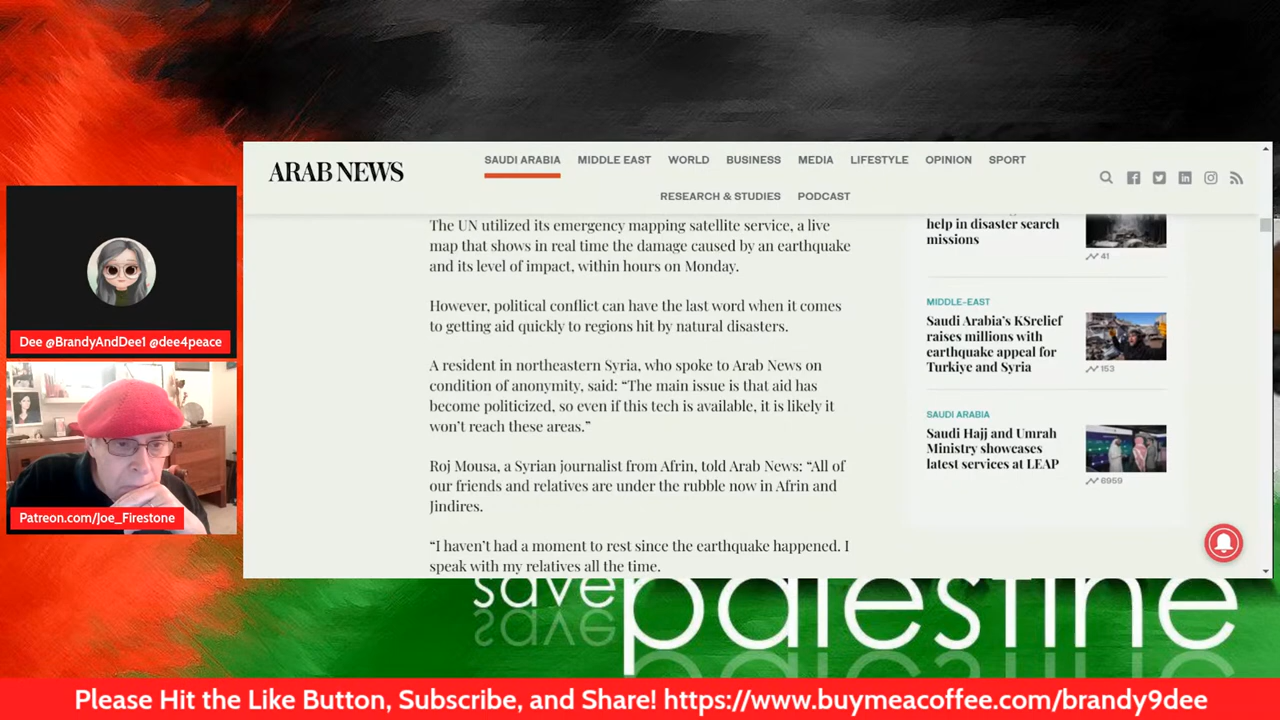 ARAB NEWS
SAUDI ARABIA MIDDLE EAST WORLD BUSINESS MEDIA LIFESTYLE OPINION SPORT
RESEARCH & STUDIES PODCAST
The UN utilized its emergency mapping satellite service, a live
map that shows in real time the damage caused by an earthquake
and its level of impact, within hours on Monday.
However, political conflict can have the last word when it comes
to getting aid quickly to regions hit by natural disasters.
A resident in northeastern Syria, who spoke to Arab News on
condition of anonymity, said: “The main issue is that aid has
become politicized, so even if this tech is available, it is likely it
won’t reach these areas.”
Roj Mousa, a Syrian journalist from Afrin, told Arab News: “All of
our friends and relatives are under the rubble now in Afrin and
Jindires.
“I haven’t had a moment to rest since the earthquake happened. I
speak with my relatives all the time.
help in disaster search
missions
41
MIDDLE-EAST
Saudi Arabia’s KSrelief
raises millions with
earthquake appeal for
Turkiye and Syria
153
SAUDI ARABIA
Saudi Hajj and Umrah
Ministry showcases
latest services at LEAP
6959
Dee @BrandyAndDee1 @dee4peace
Patreon.com/Joe_Firestone
save palestine
Please Hit the Like Button, Subscribe, and Share! https://www.buymeacoffee.com/brandy9dee